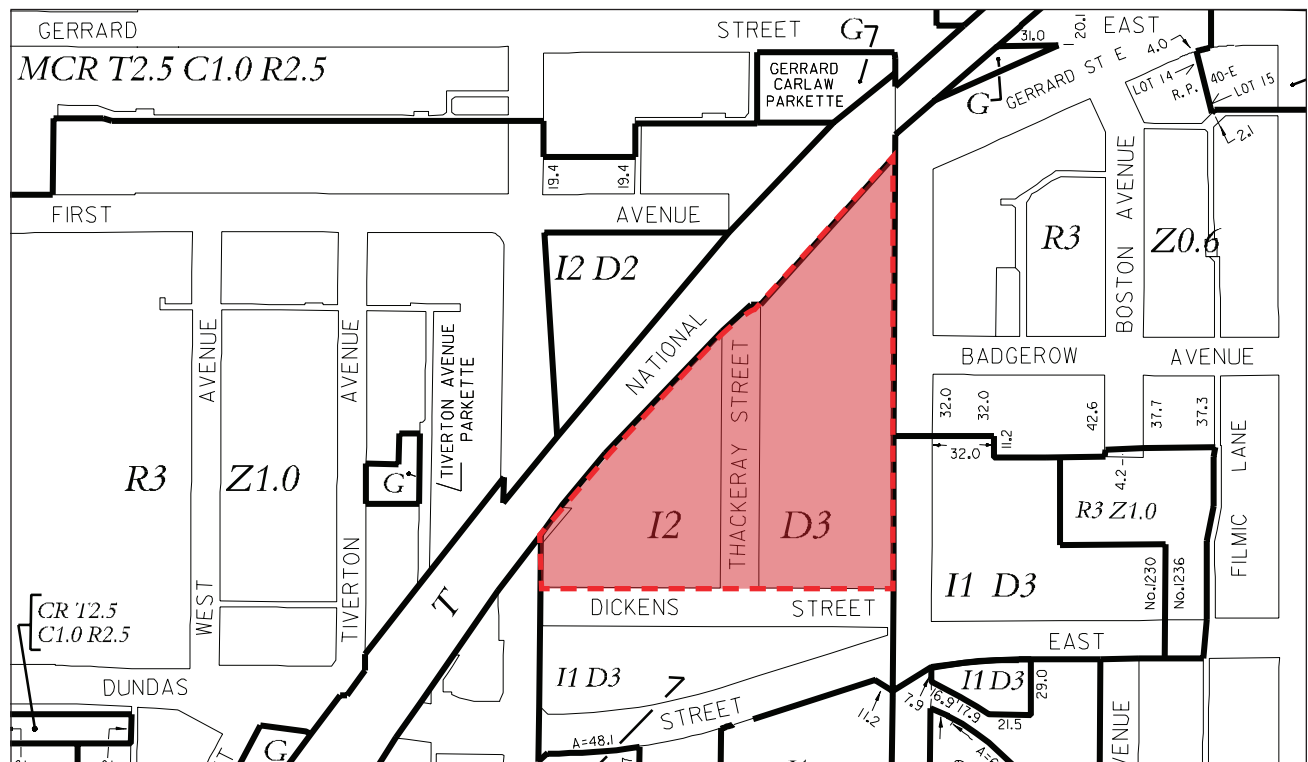 GERRARD
STREET
EAST
G
31.0
20.1
4.0
MCR T2.5 C1.0 R2.5
GERRARD
CARLAW
PARKETTE
G
GERRARD ST E
LOT 14
R.P. 40-E
LOT 15
2.1
19.4
19.4
FIRST
AVENUE
I2 D2
R3
BOSTON AVENUE
Z0.6
AVENUE
AVENUE
TIVERTON AVENUE
PARKETTE
NATIONAL
THACKERAY STREET
BADGEROW
AVENUE
32.0
32.0
42.6
37.7
37.3
11.2
32.0
4.2
LANE
R3
Z1.0
G
I2
D3
R3 Z1.0
FILMIC
I1 D3
No.1230
No.1236
WEST
TIVERTON
T
CR T2.5
C1.0 R2.5
DICKENS
STREET
EAST
DUNDAS
I1 D3
STREET
I1 D3
29.0
7.9
16.9
17.9
21.5
11.2
A=48.1
G
VENUE